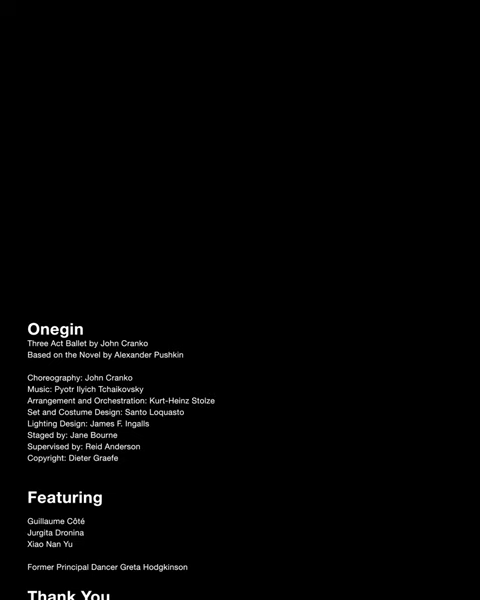 Onegin
Three Act Ballet by John Cranko
Based on the Novel by Alexander Pushkin
Choreography: John Cranko
Music: Pyotr Ilyich Tchaikovsky
Arrangement and Orchestration: Kurt-Heinz Stolze
Set and Costume Design: Santo Loquasto
Lighting Design: James F. Ingalls
Staged by: Jane Bourne
Supervised by: Reid Anderson
Copyright: Dieter Graefe
Featuring
Guillaume Côté
Jurgita Dronina
Xiao Nan Yu
Former Principal Dancer Greta Hodgkinson
Thank You